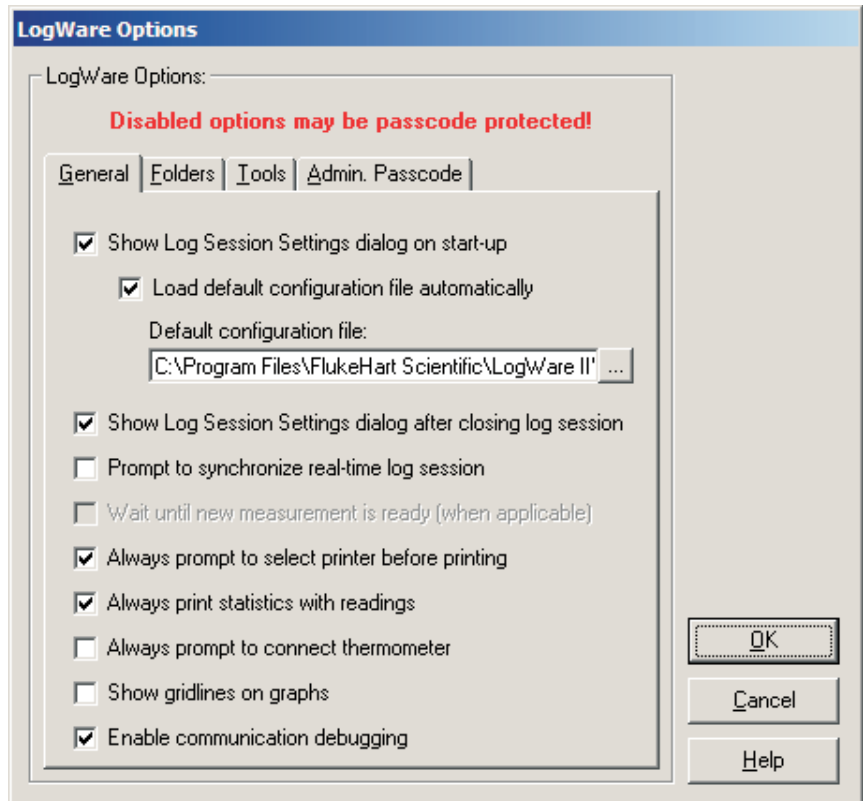 LogWare Options
LogWare Options:
Disabled options may be passcode protected!
General Folders Tools Admin. Passcode
Show Log Session Settings dialog on start-up
Load default configuration file automatically
Default configuration file:
C:\Program Files\FlukeHart Scientific\LogWare II' ...
Show Log Session Settings dialog after closing log session
Prompt to synchronize real-time log session
Wait until new measurement is ready (when applicable)
Always prompt to select printer before printing
Always print statistics with readings
Always prompt to connect thermometer
Show gridlines on graphs
Enable communication debugging
OK
Cancel
Help